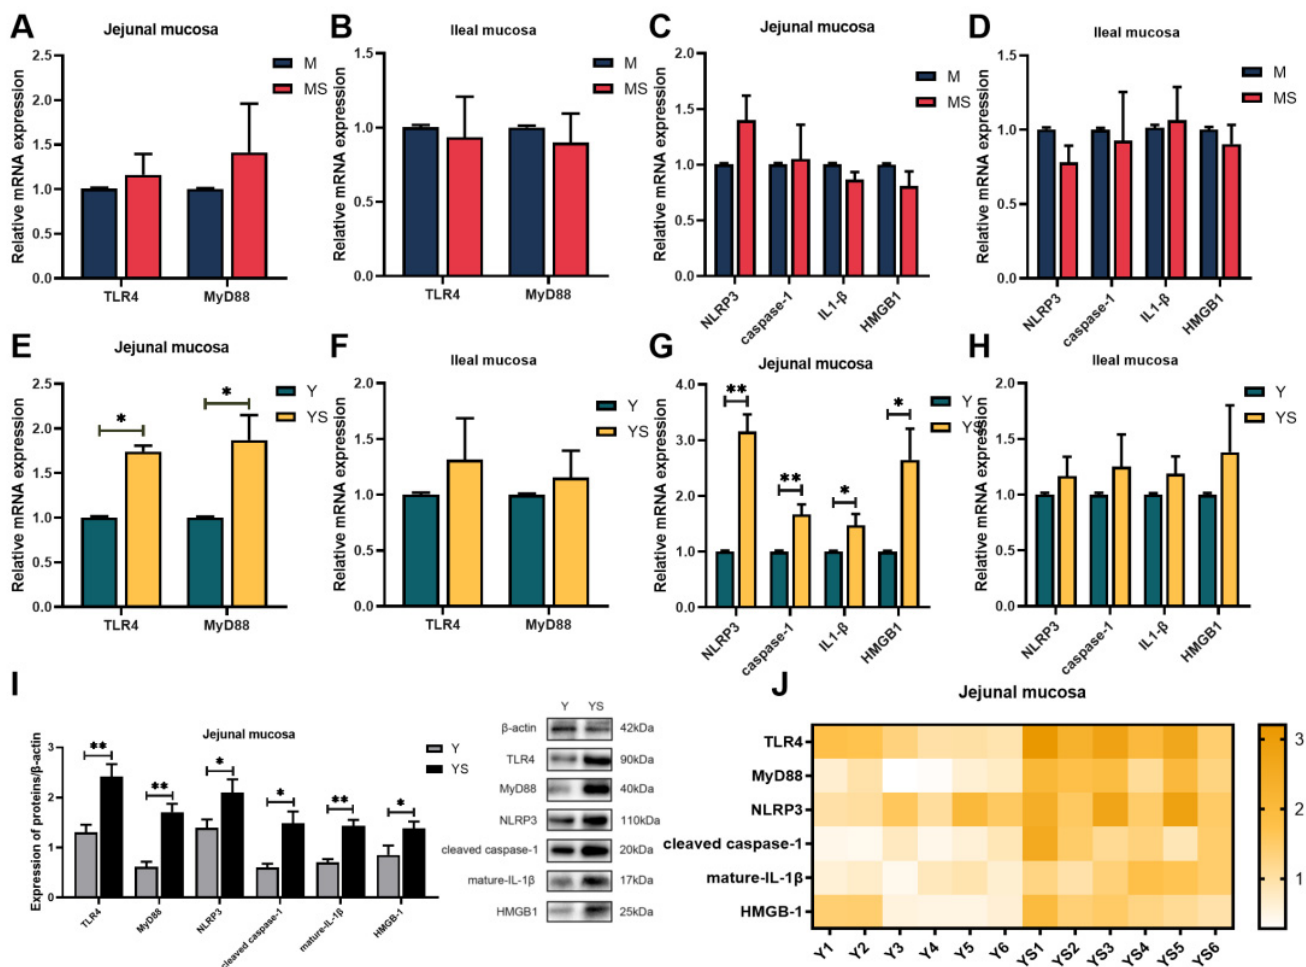 A
Jejunal mucosa
Relative mRNA expression
2.5
2.0
1.5
1.0
0.5
0.0
TLR4
MyD88
M
MS
B
Ileal mucosa
Relative mRNA expression
1.5
1.0
0.5
0.0
TLR4
MyD88
M
MS
C
Jejunal mucosa
Relative mRNA expression
2.0
1.5
1.0
0.5
0.0
NLRP3
caspase-1
IL1-β
HMGB1
M
MS
D
Ileal mucosa
Relative mRNA expression
1.5
1.0
0.5
0.0
NLRP3
caspase-1
IL1-β
HMGB1
M
MS
E
Jejunal mucosa
Relative mRNA expression
2.5
2.0
1.5
1.0
0.5
0.0
*
*
TLR4
MyD88
Y
YS
F
Ileal mucosa
Relative mRNA expression
2.0
1.5
1.0
0.5
0.0
TLR4
MyD88
Y
YS
G
Jejunal mucosa
Relative mRNA expression
4.0
3.0
2.0
1.0
0.0
**
**
*
*
NLRP3
caspase-1
IL1-β
HMGB1
Y
YS
H
Ileal mucosa
Relative mRNA expression
2.0
1.5
1.0
0.5
0.0
NLRP3
caspase-1
IL1-β
HMGB1
Y
YS
I
Jejunal mucosa
Expression of proteins/β-actin
3
2
1
0
**
**
*
*
**
*
TLR4
MyD88
NLRP3
cleaved caspase-1
mature-IL-1β
HMGB-1
Y
YS
Y YS
β-actin 42kDa
TLR4 90kDa
MyD88 40kDa
NLRP3 110kDa
cleaved caspase-1 20kDa
mature-IL-1β 17kDa
HMGB1 25kDa
J
Jejunal mucosa
TLR4
MyD88
NLRP3
cleaved caspase-1
mature-IL-1β
HMGB-1
Y1 Y2 Y3 Y4 Y5 Y6 YS1 YS2 YS3 YS4 YS5 YS6
3
2
1